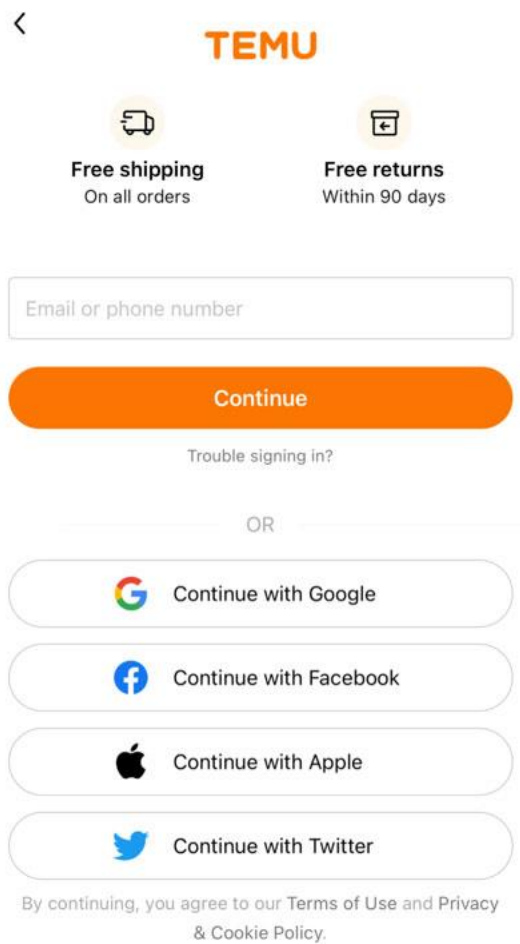 TEMU
Free shipping
On all orders
Free returns
Within 90 days
Email or phone number
Continue
Trouble signing in?
OR
Continue with Google
Continue with Facebook
Continue with Apple
Continue with Twitter
By continuing, you agree to our Terms of Use and Privacy
& Cookie Policy.